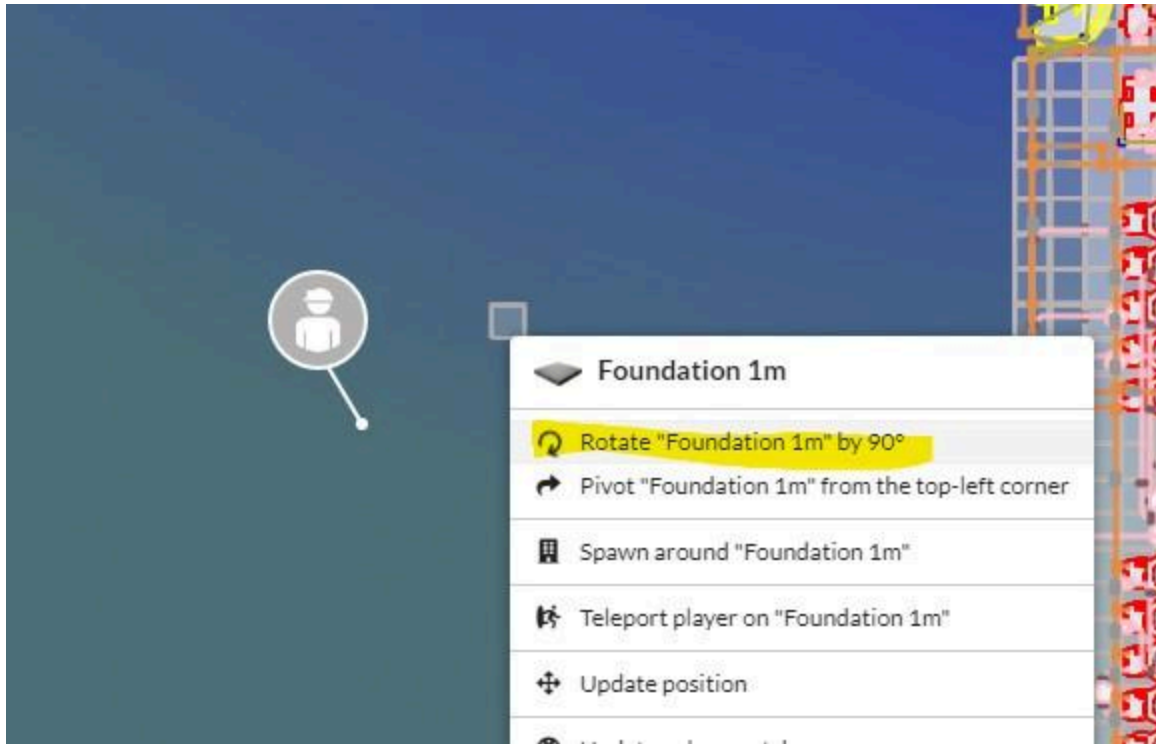 Foundation 1m
Rotate "Foundation 1m" by 90°
Pivot "Foundation 1m" from the top-left corner
Spawn around "Foundation 1m"
Teleport player on "Foundation 1m"
Update position